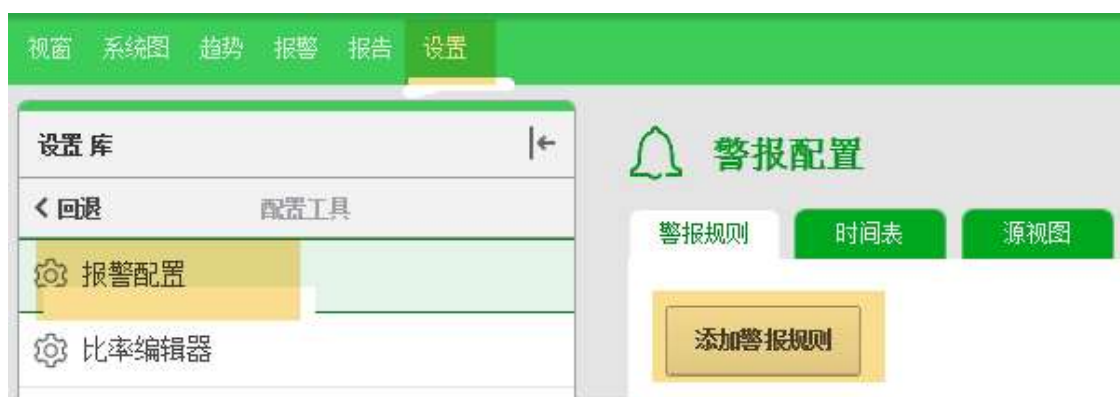 视窗 系统图 趋势 报警 报告 设置
设置 库
回退 配置工具
报警配置
比率编辑器
警报配置
警报规则 时间表 源视图
添加警报规则